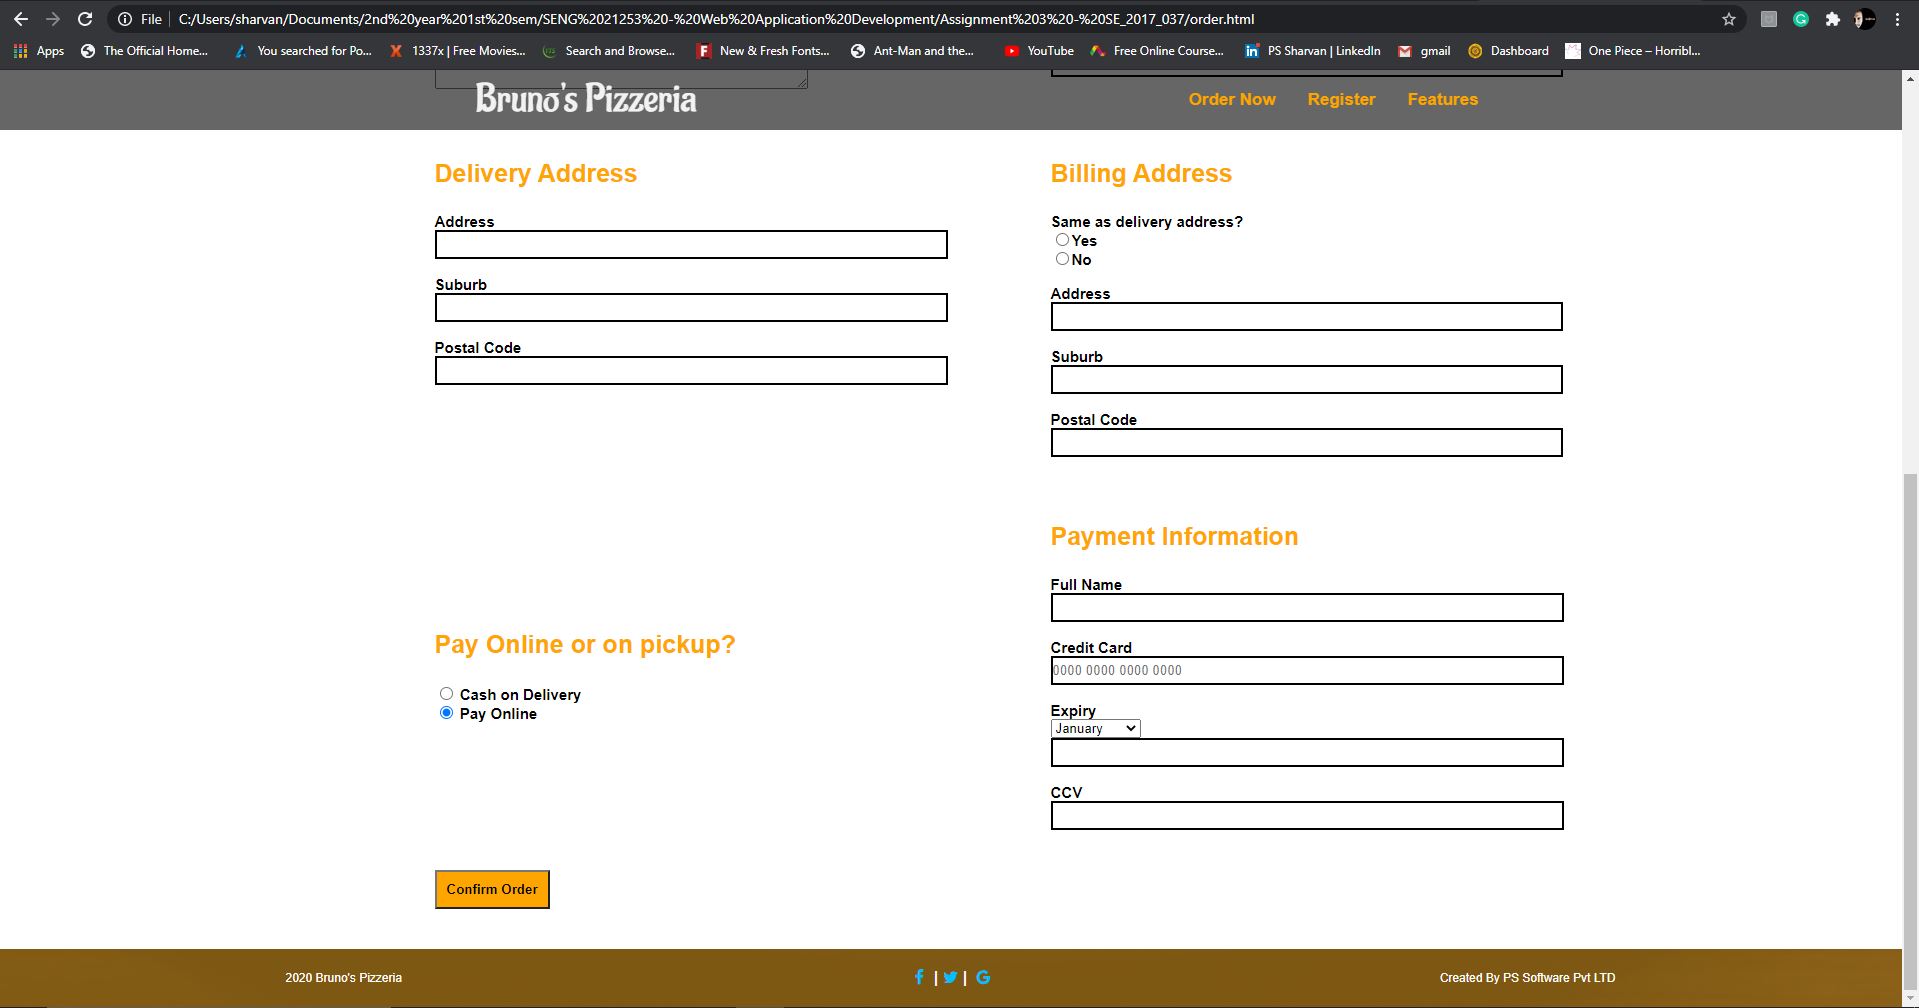 File C:/Users/sharvan/Documents/2nd%20year%201st%20sem/SENG%2021253%20-%20Web%20Application%20Development/Assignment%203%20-%20SE_2017_037/order.html
Apps The Official Home... You searched for Po... 1337x | Free Movies... Search and Browse... New & Fresh Fonts... Ant-Man and the... YouTube Free Online Course... PS Sharvan | LinkedIn gmail Dashboard One Piece – Horribl...
Bruno's Pizzeria Order Now Register Features
Delivery Address
Address
Suburb
Postal Code
Billing Address
Same as delivery address?
Yes
No
Address
Suburb
Postal Code
Pay Online or on pickup?
Cash on Delivery
Pay Online
Payment Information
Full Name
Credit Card
0000 0000 0000 0000
Expiry
January
CCV
Confirm Order
2020 Bruno's Pizzeria | | Created By PS Software Pvt LTD